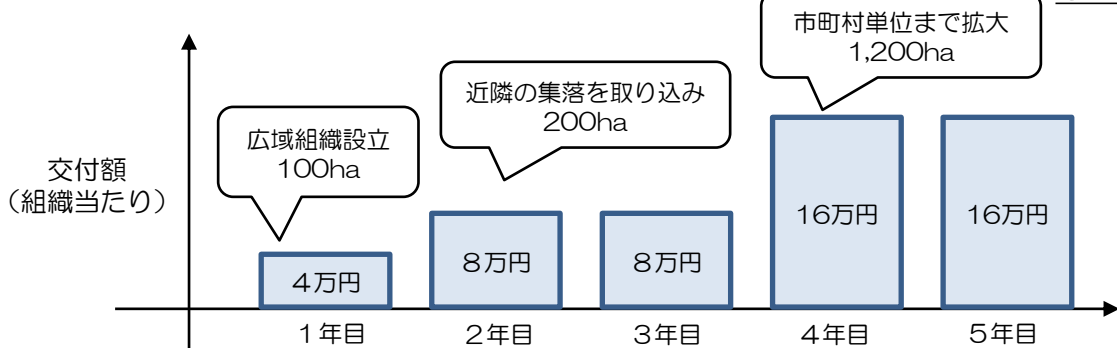 市町村単位まで拡大
1,200ha
近隣の集落を取り込み
200ha
広域組織設立
100ha
交付額
（組織当たり）
４万円
８万円
８万円
16万円
16万円
１年目
２年目
３年目
４年目
５年目